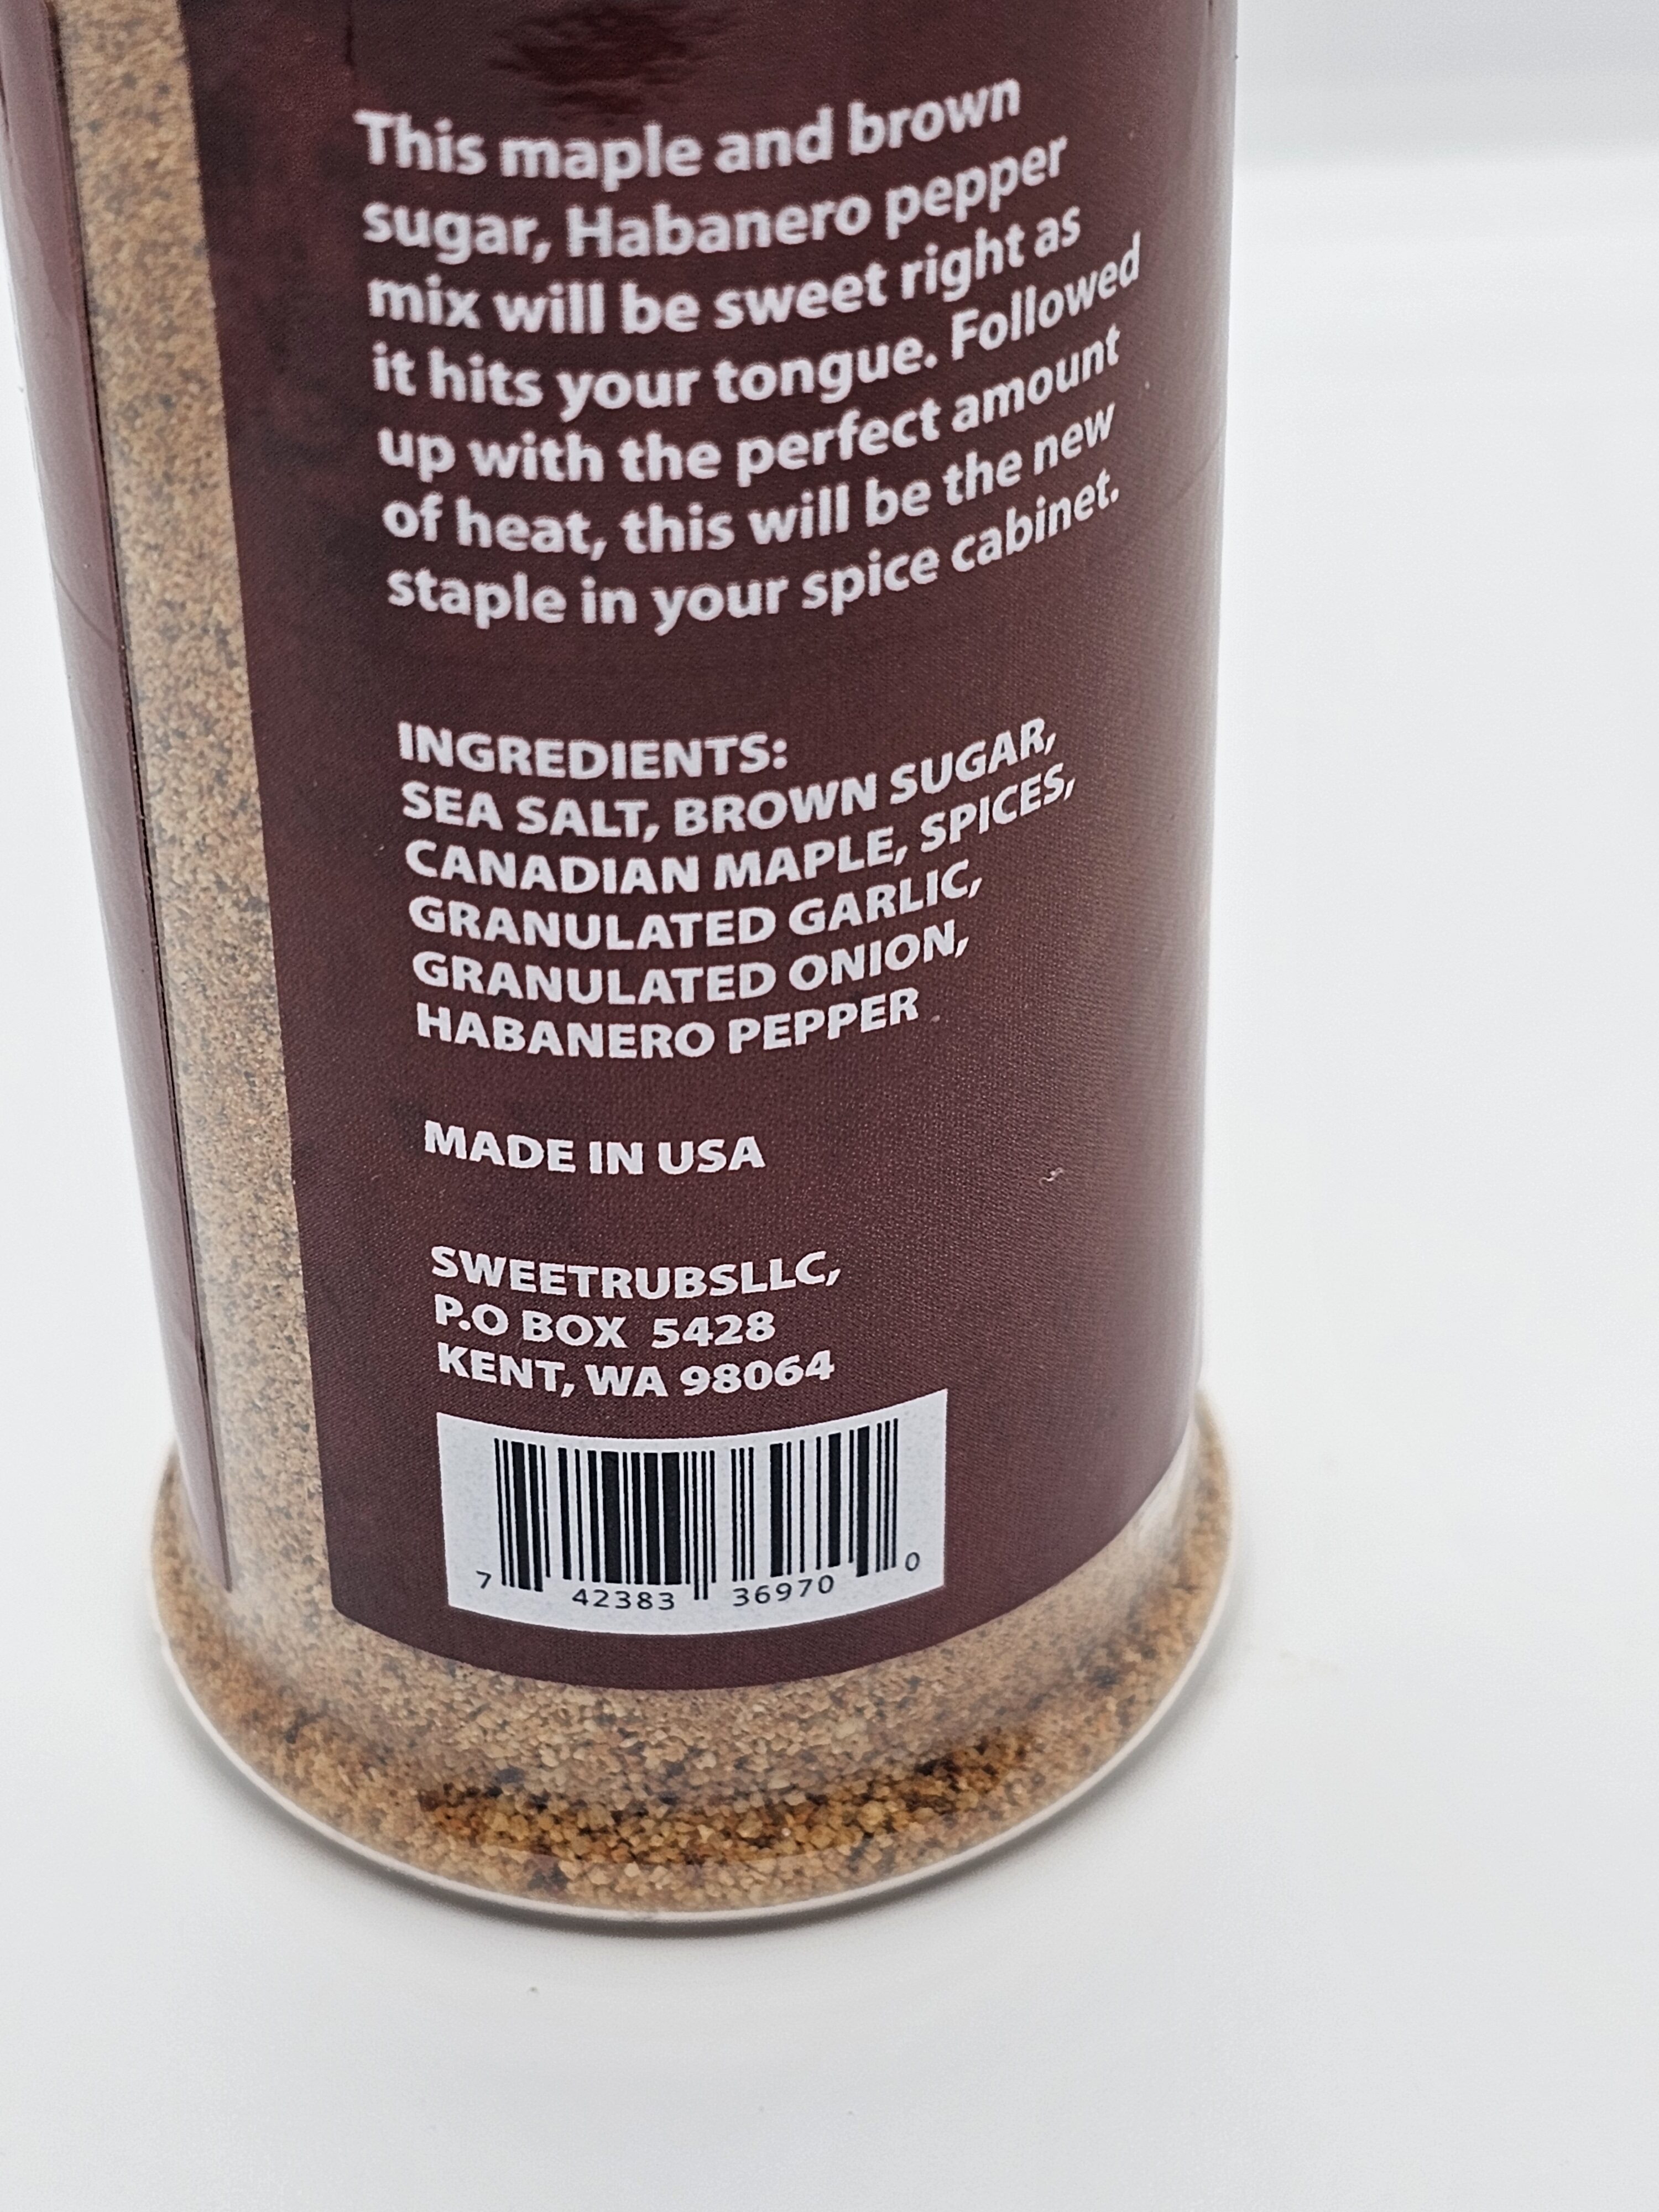 This maple and brown
sugar, Habanero pepper
mix will be sweet right as
it hits your tongue. Followed
up with the perfect amount
of heat, this will be the new
staple in your spice cabinet.
INGREDIENTS:
SEA SALT, BROWN SUGAR,
CANADIAN MAPLE, SPICES,
GRANULATED GARLIC,
GRANULATED ONION,
HABANERO PEPPER
MADE IN USA
SWEETRUBSLLC,
P.O BOX 5428
KENT, WA 98064
7 42383 36970 0